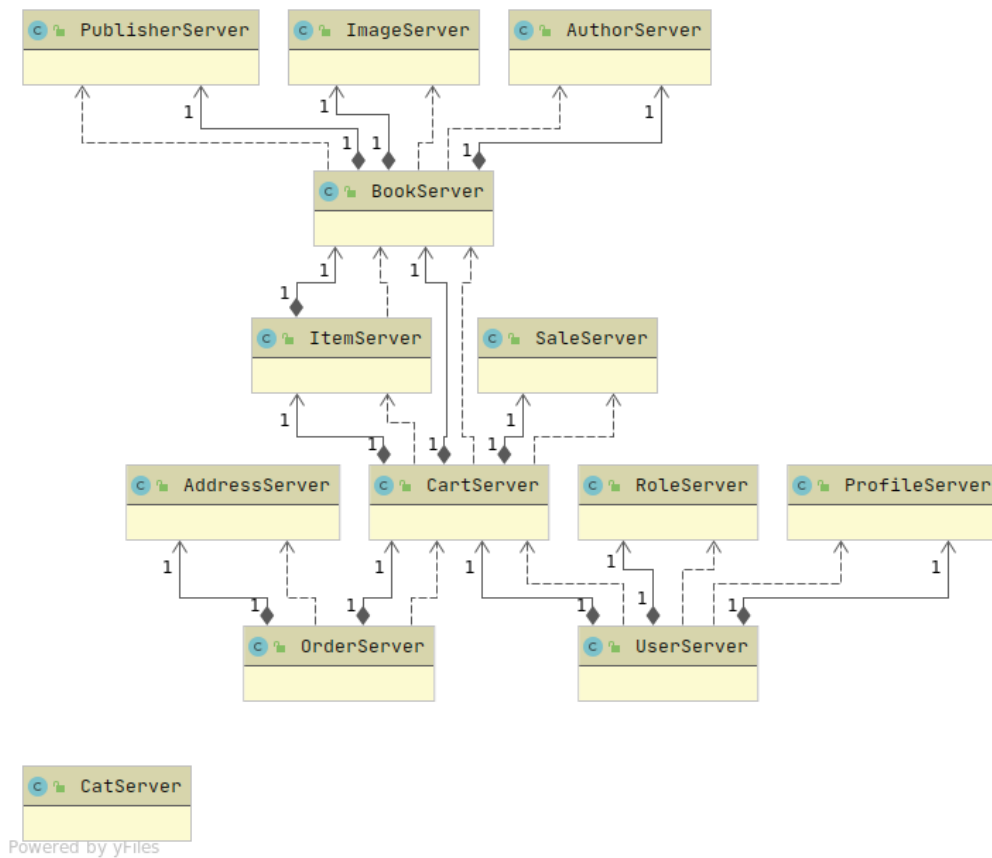 C PublisherServer
C ImageServer
C AuthorServer
1
1
1
1
1
1
C BookServer
1
1
1
C ItemServer
C SaleServer
1
1
1
1
1
C AddressServer
C CartServer
C RoleServer
C ProfileServer
1
1
1
1
1
1
1
1
1
1
C OrderServer
C UserServer
C CatServer
Powered by yFiles